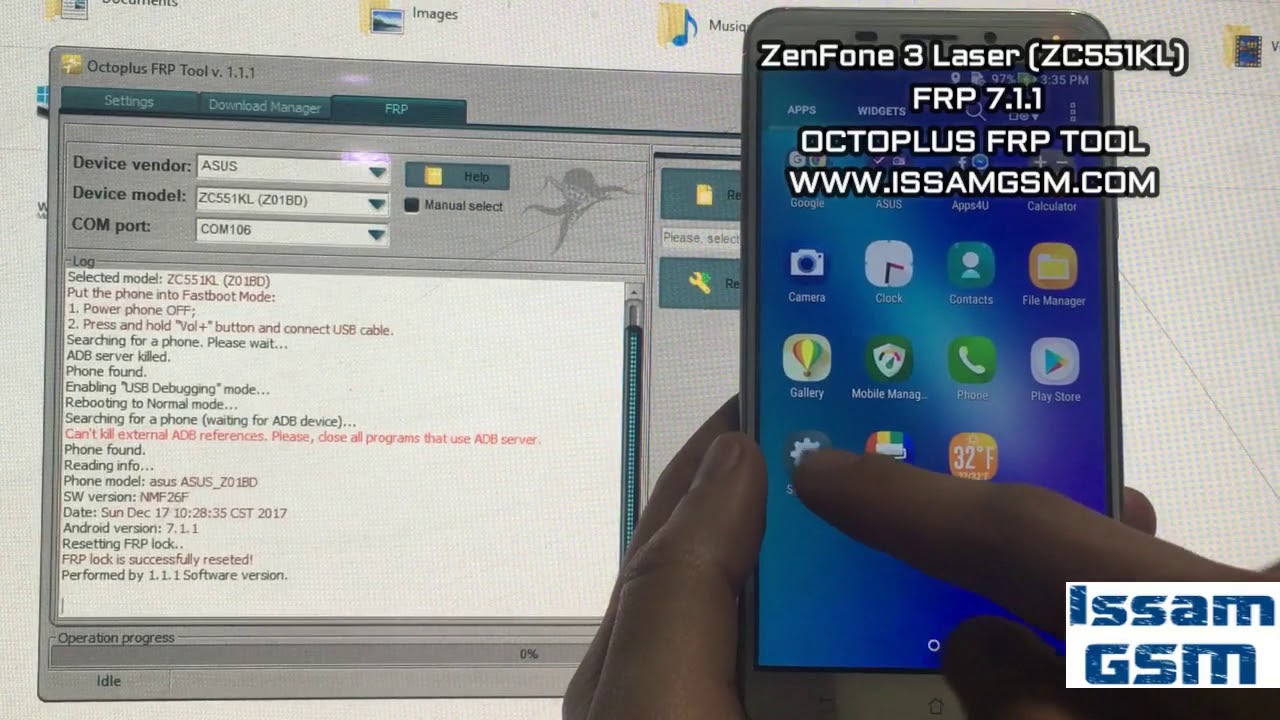 Documents
Images
Musiq
Octoplus FRP Tool v. 1.1.1
Settings
Download Manager
FRP
Device vendor:
ASUS
Help
Device model:
ZC551KL (Z01BD)
Manual select
COM port:
COM106
Re
Please, select
Re
Log
Selected model: ZC551KL (Z01BD)
Put the phone into Fastboot Mode:
1. Power phone OFF;
2. Press and hold "Vol+" button and connect USB cable.
Searching for a phone. Please wait...
ADB server killed.
Phone found.
Enabling "USB Debugging" mode...
Rebooting to Normal mode...
Searching for a phone (waiting for ADB device)...
Can't kill external ADB references. Please, close all programs that use ADB server.
Phone found.
Reading info...
Phone model: asus ASUS_Z01BD
SW version: NMF26F
Date: Sun Dec 17 10:28:35 CST 2017
Android version: 7.1.1
Resetting FRP lock..
FRP lock is successfully reseted!
Performed by 1.1.1 Software version.
Operation progress
0%
Idle
ZenFone 3 Laser (ZC551KL)
FRP 7.1.1
OCTOPLUS FRP TOOL
WWW.ISSAMGSM.COM
97% 3:35 PM
APPS
WIDGETS
Google
ASUS
Apps4U
Calculator
Camera
Clock
Contacts
File Manager
Gallery
Mobile Manag..
Phone
Play Store
32°F
Issam
GSM